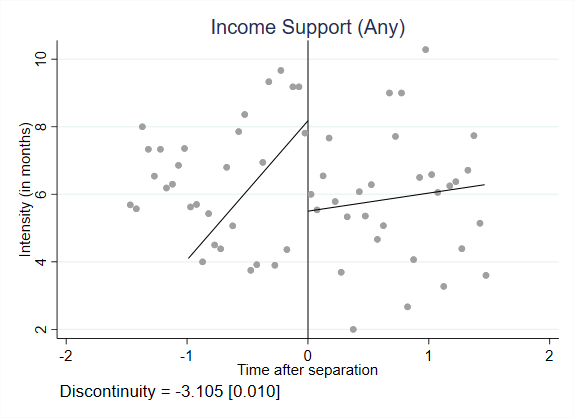 Income Support (Any)
Intensity (in months)
10
8
6
4
2
-2 -1 0 1 2
Time after separation
Discontinuity = -3.105 [0.010]